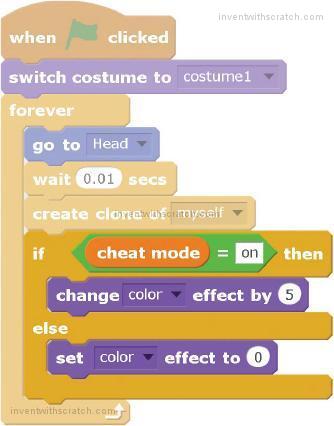 inventwithscratch.com
when clicked
switch costume to costume1
forever
go to Head
wait 0.01 secs
create clone of myself
inventwithscratch.com
if cheat mode = on then
change color effect by 5
else
set color effect to 0
inventwithscratch.com